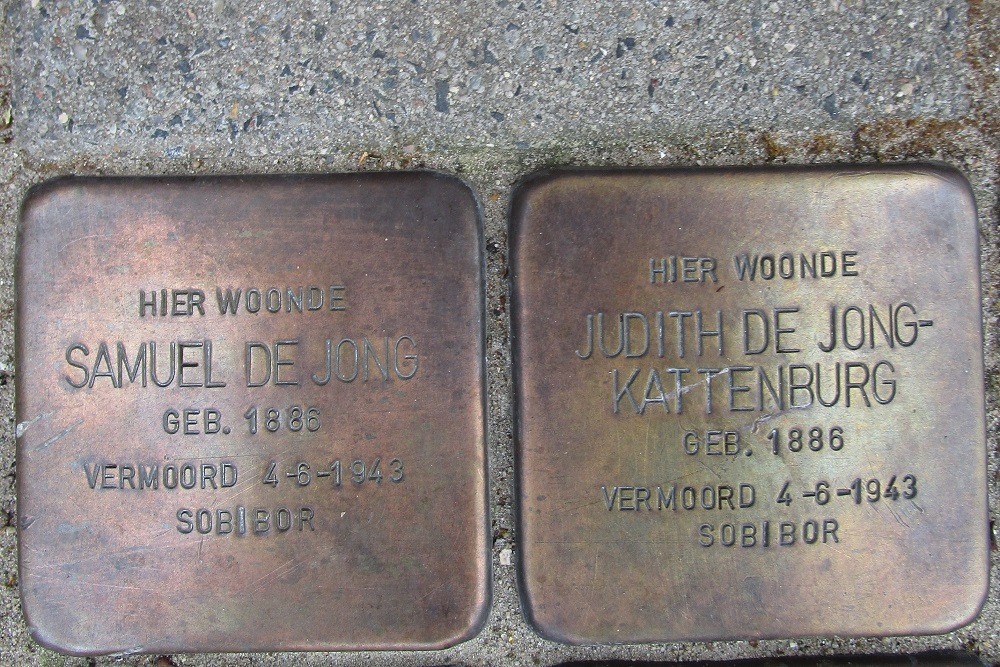 HIER WOONDE
SAMUEL DE JONG
GEB. 1886
VERMOORD 4-6-1943
SOBIBOR
HIER WOONDE
JUDITH DE JONG-
KATTENBURG
GEB. 1886
VERMOORD 4-6-1943
SOBIBOR